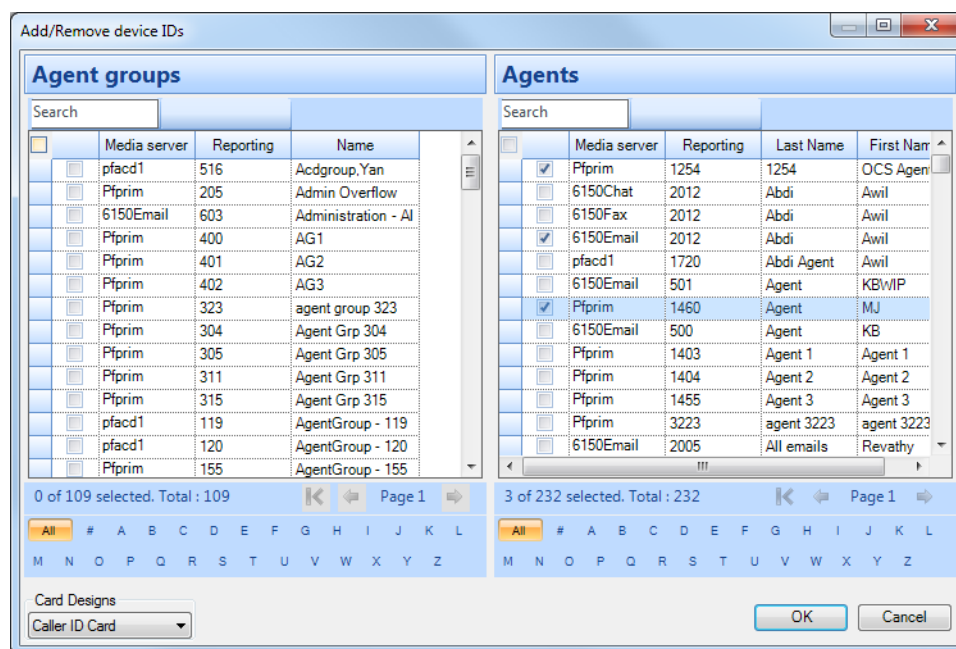 Add/Remove device IDs
Agent groups
Search
Media server Reporting Name
pfacd1 516 Acdgroup,Yan
Pfprim 205 Admin Overflow
6150Email 603 Administration - Al
Pfprim 400 AG1
Pfprim 401 AG2
Pfprim 402 AG3
Pfprim 323 agent group 323
Pfprim 304 Agent Grp 304
Pfprim 305 Agent Grp 305
Pfprim 311 Agent Grp 311
Pfprim 315 Agent Grp 315
pfacd1 119 AgentGroup - 119
pfacd1 120 AgentGroup - 120
Pfprim 155 AgentGroup - 155
0 of 109 selected. Total : 109 Page 1
All # A B C D E F G H I J K L
M N O P Q R S T U V W X Y Z
Agents
Search
Media server Reporting Last Name First Nam
Pfprim 1254 1254 OCS Agent
6150Chat 2012 Abdi Awil
6150Fax 2012 Abdi Awil
6150Email 2012 Abdi Awil
pfacd1 1720 Abdi Agent Awil
6150Email 501 Agent KBWIP
Pfprim 1460 Agent MJ
6150Email 500 Agent KB
Pfprim 1403 Agent 1 Agent 1
Pfprim 1404 Agent 2 Agent 2
Pfprim 1455 Agent 3 Agent 3
Pfprim 3223 agent 3223 agent 3223
6150Email 2005 All emails Revathy
3 of 232 selected. Total : 232 Page 1
All # A B C D E F G H I J K L
M N O P Q R S T U V W X Y Z
Card Designs
Caller ID Card
OK Cancel